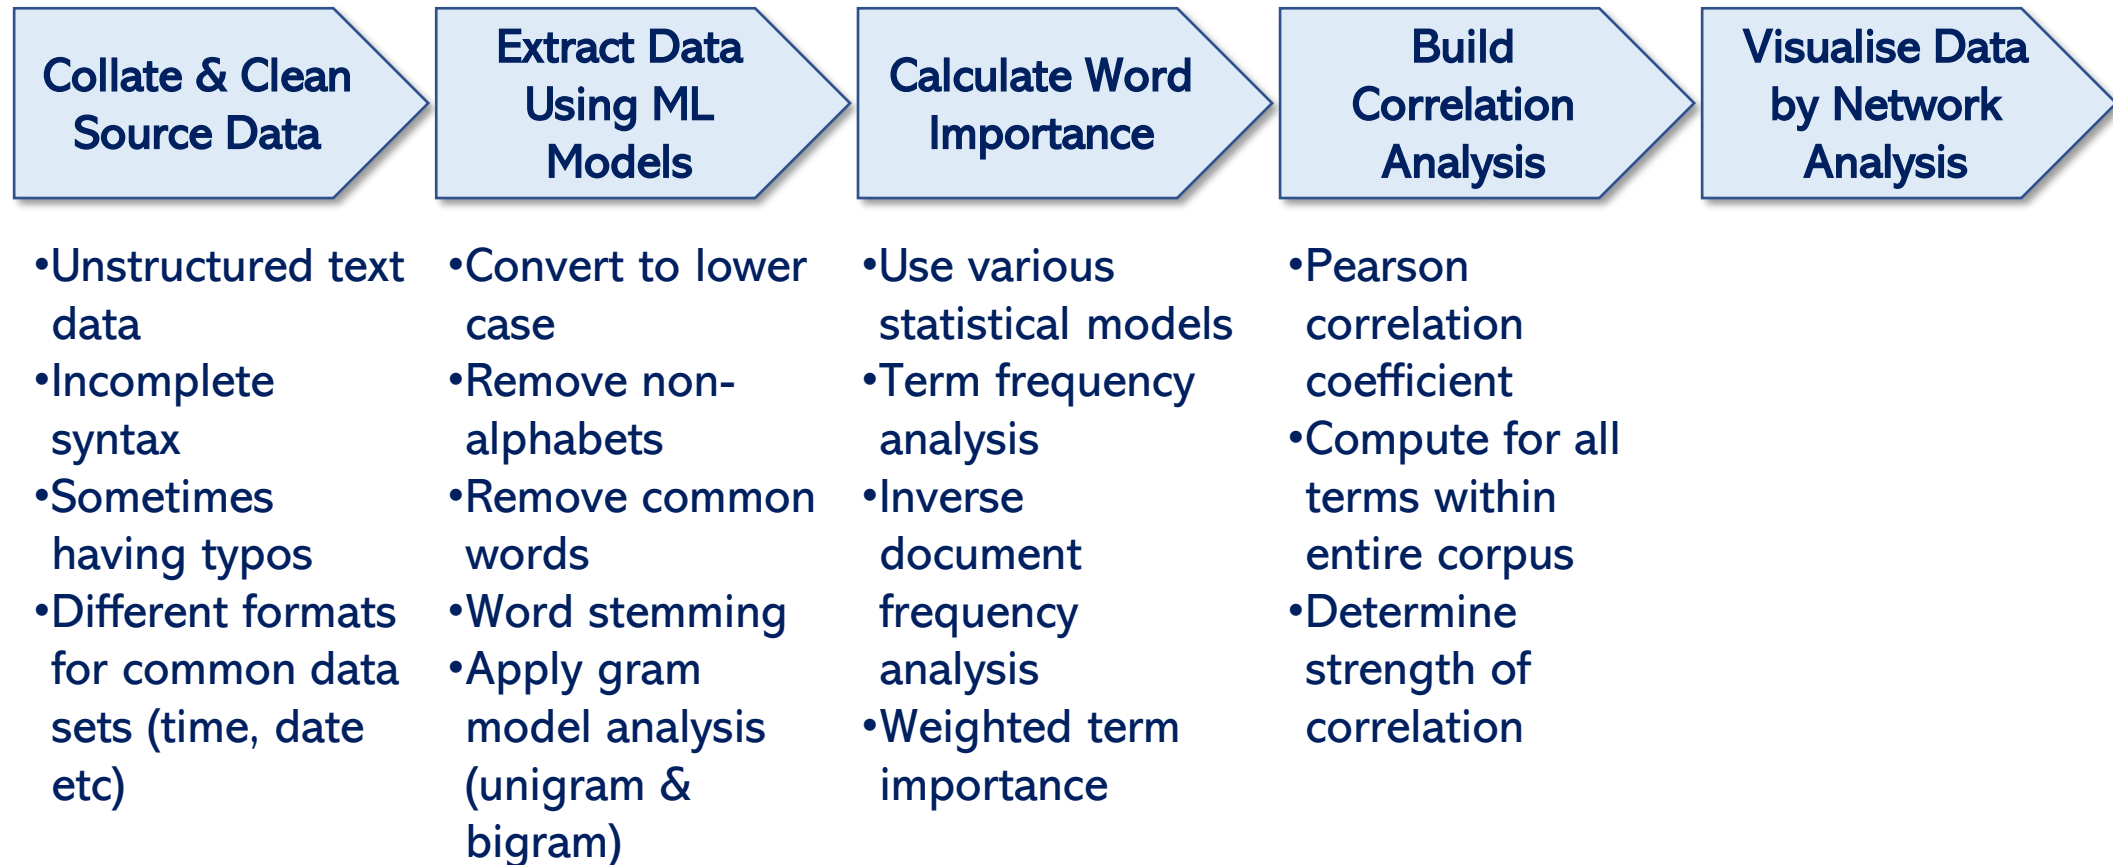 Collate & Clean
Source Data
Extract Data
Using ML
Models
Calculate Word
Importance
Build
Correlation
Analysis
Visualise Data
by Network
Analysis
•Unstructured text
data
•Incomplete
syntax
•Sometimes
having typos
•Different formats
for common data
sets (time, date
etc)
•Convert to lower
case
•Remove non-
alphabets
•Remove common
words
•Word stemming
•Apply gram
model analysis
(unigram &
bigram)
•Use various
statistical models
•Term frequency
analysis
•Inverse
document
frequency
analysis
•Weighted term
importance
•Pearson
correlation
coefficient
•Compute for all
terms within
entire corpus
•Determine
strength of
correlation